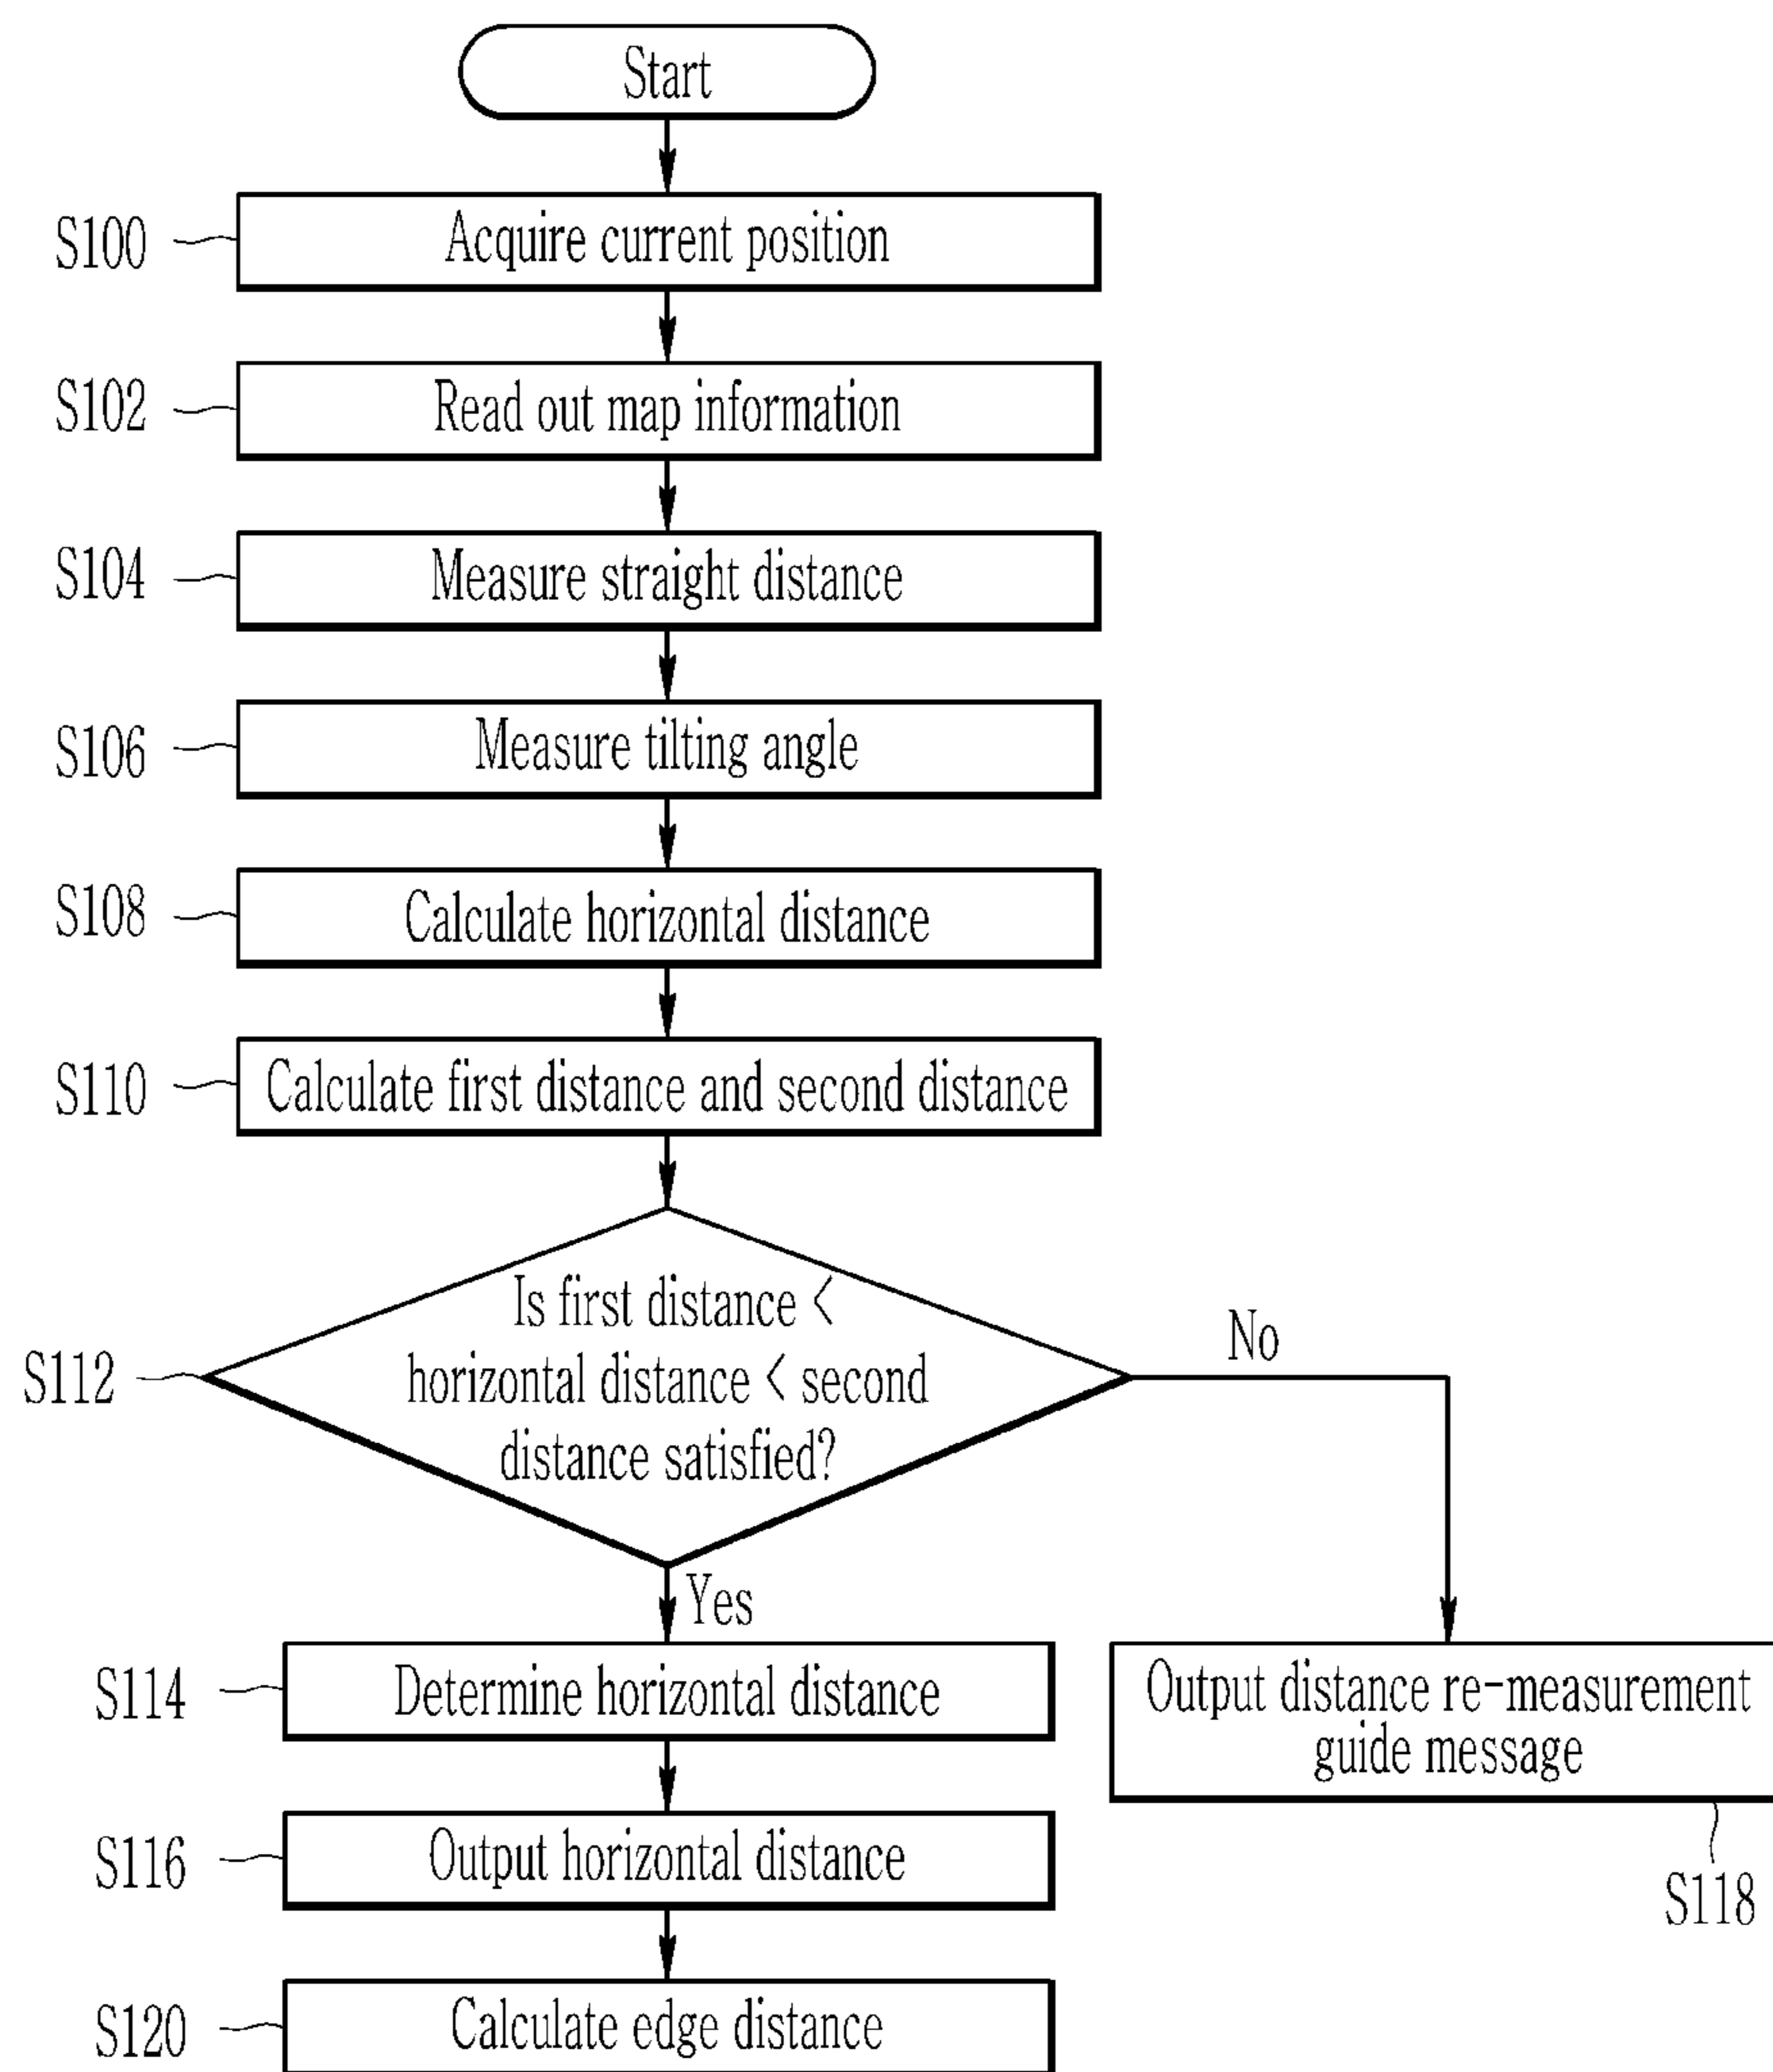 Start
S100
Acquire current position
S102
Read out map information
S104
Measure straight distance
S106
Measure tilting angle
S108
Calculate horizontal distance
S110
Calculate first distance and second distance
S112
Is first distance <
horizontal distance < second
distance satisfied?
No
Yes
S114
Determine horizontal distance
Output distance re-measurement
guide message
S116
Output horizontal distance
S118
S120
Calculate edge distance